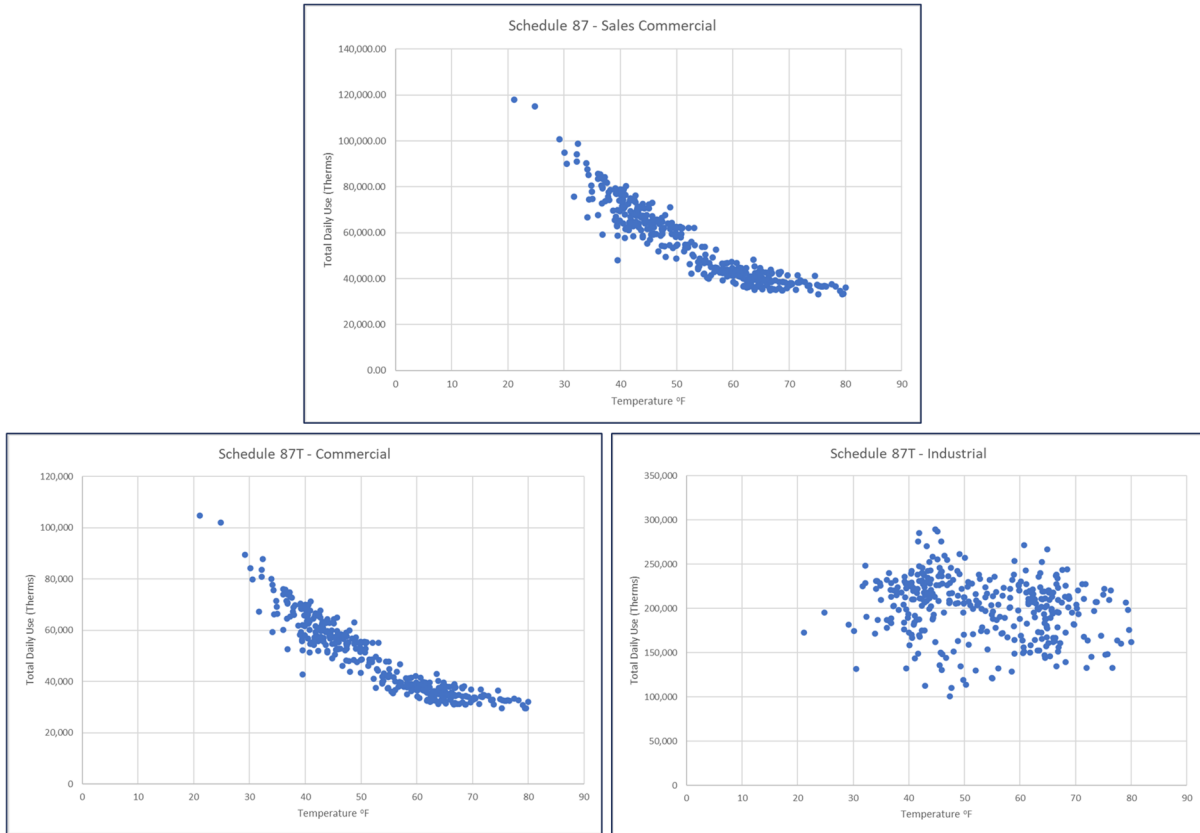 Schedule 87 - Sales Commercial
140,000.00
120,000.00
100,000.00
80,000.00
60,000.00
40,000.00
20,000.00
0.00
Total Daily Use (Therms)
0 10 20 30 40 50 60 70 80 90
Temperature ºF
Schedule 87T - Commercial
120,000
100,000
80,000
60,000
40,000
20,000
0
Total Daily Use (Therms)
0 10 20 30 40 50 60 70 80 90
Temperature ºF
Schedule 87T - Industrial
350,000
300,000
250,000
200,000
150,000
100,000
50,000
0
Total Daily Use (Therms)
0 10 20 30 40 50 60 70 80 90
Temperature ºF